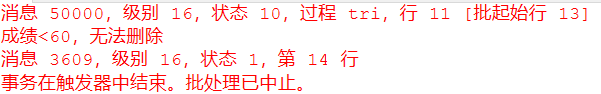 消息 50000，级别 16，状态 10，过程 tri，行 11 [批起始行 13]
成绩<60，无法删除
消息 3609，级别 16，状态 1，第 14 行
事务在触发器中结束。批处理已中止。